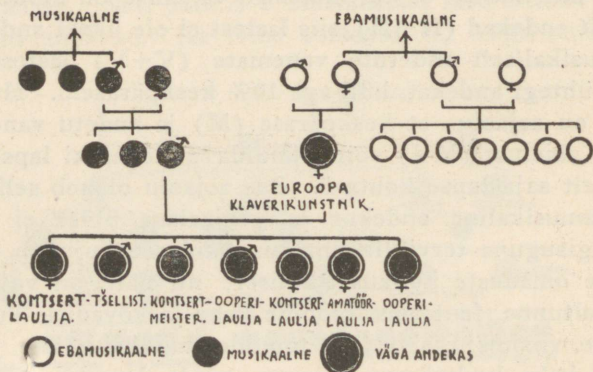 MUSIKAALNE EBAMUSIKAALNE
EUROOPA
KLAVERIKUNSTNIK.
KONTSERT- TŠELLIST. KONTSERT- OOPERI- KONTSERT- AMATÖÖR- OOPERI-
LAULJA. MEISTER. LAULJA LAULJA LAULJA LAULJA
EBAMUSIKAALNE MUSIKAALNE VÄGA ANDEKAS